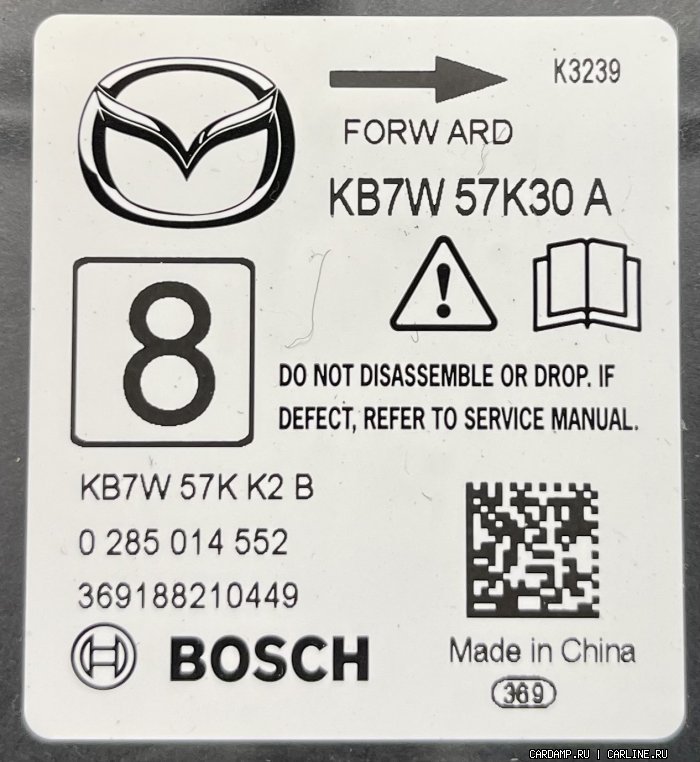 K3239
FORW ARD
KB7W 57K30 A
8
DO NOT DISASSEMBLE OR DROP. IF
DEFECT, REFER TO SERVICE MANUAL.
KB7W 57K K2 B
0 285 014 552
369188210449
BOSCH
Made in China
369
CARDAMP.RU | CARLINE.RU